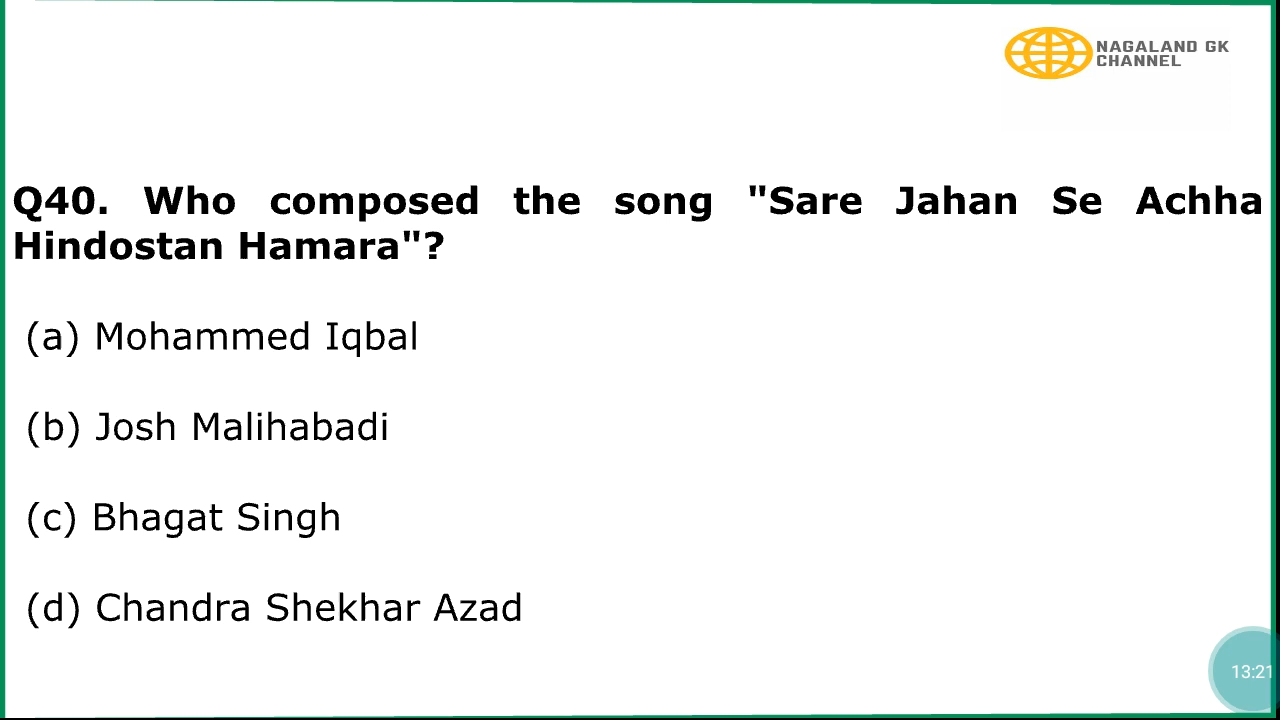 NAGALAND GK
CHANNEL
Q40. Who composed the song "Sare Jahan Se Achha
Hindostan Hamara"?
(a) Mohammed Iqbal
(b) Josh Malihabadi
(c) Bhagat Singh
(d) Chandra Shekhar Azad
13:21